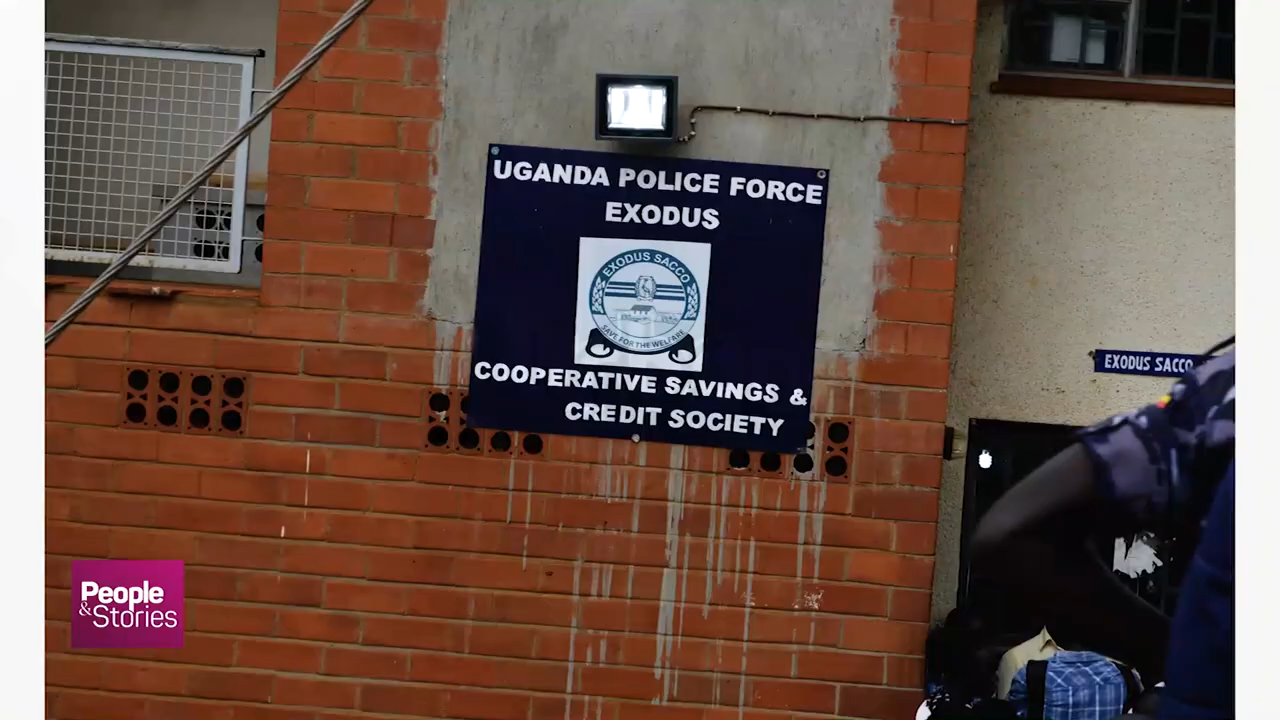 UGANDA POLICE FORCE
EXODUS
EXODUS SACCO
SAVE FOR THE WELFARE
COOPERATIVE SAVINGS &
CREDIT SOCIETY
EXODUS SACCO
People
&Stories